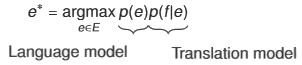 e* = argmax p(e)p(f|e)
e∈E
Language model Translation model